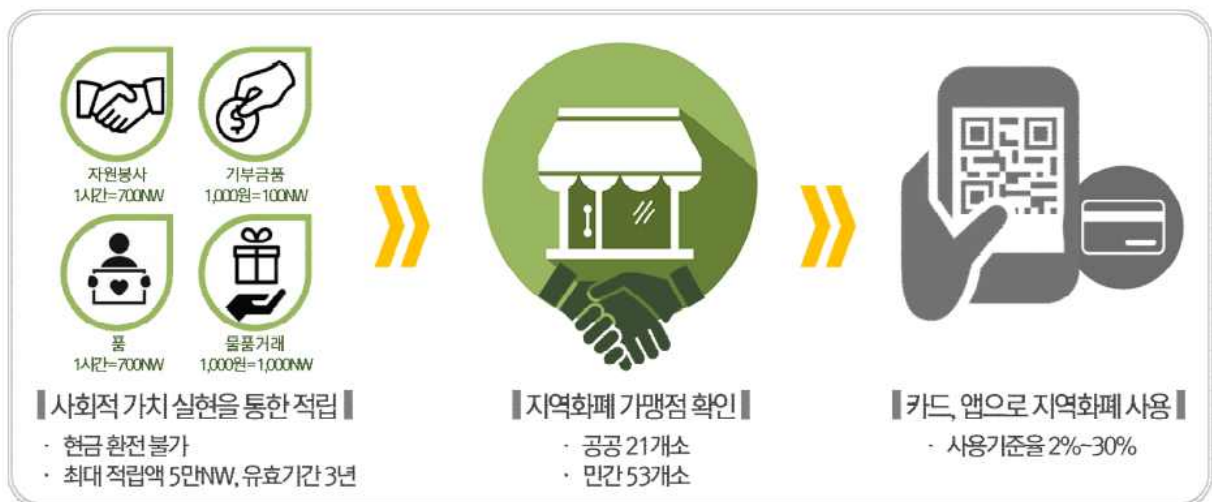 자원봉사
1시간=700NW
기부금품
1,000원=100NW
품
1시간=700NW
물품거래
1,000원=1,000NW
사회적 가치 실현을 통한 적립
· 현금 환전 불가
· 최대 적립액 5만NW, 유효기간 3년
지역화폐 가맹점 확인
· 공공 21개소
· 민간 53개소
카드, 앱으로 지역화폐 사용
· 사용기준율 2%~30%